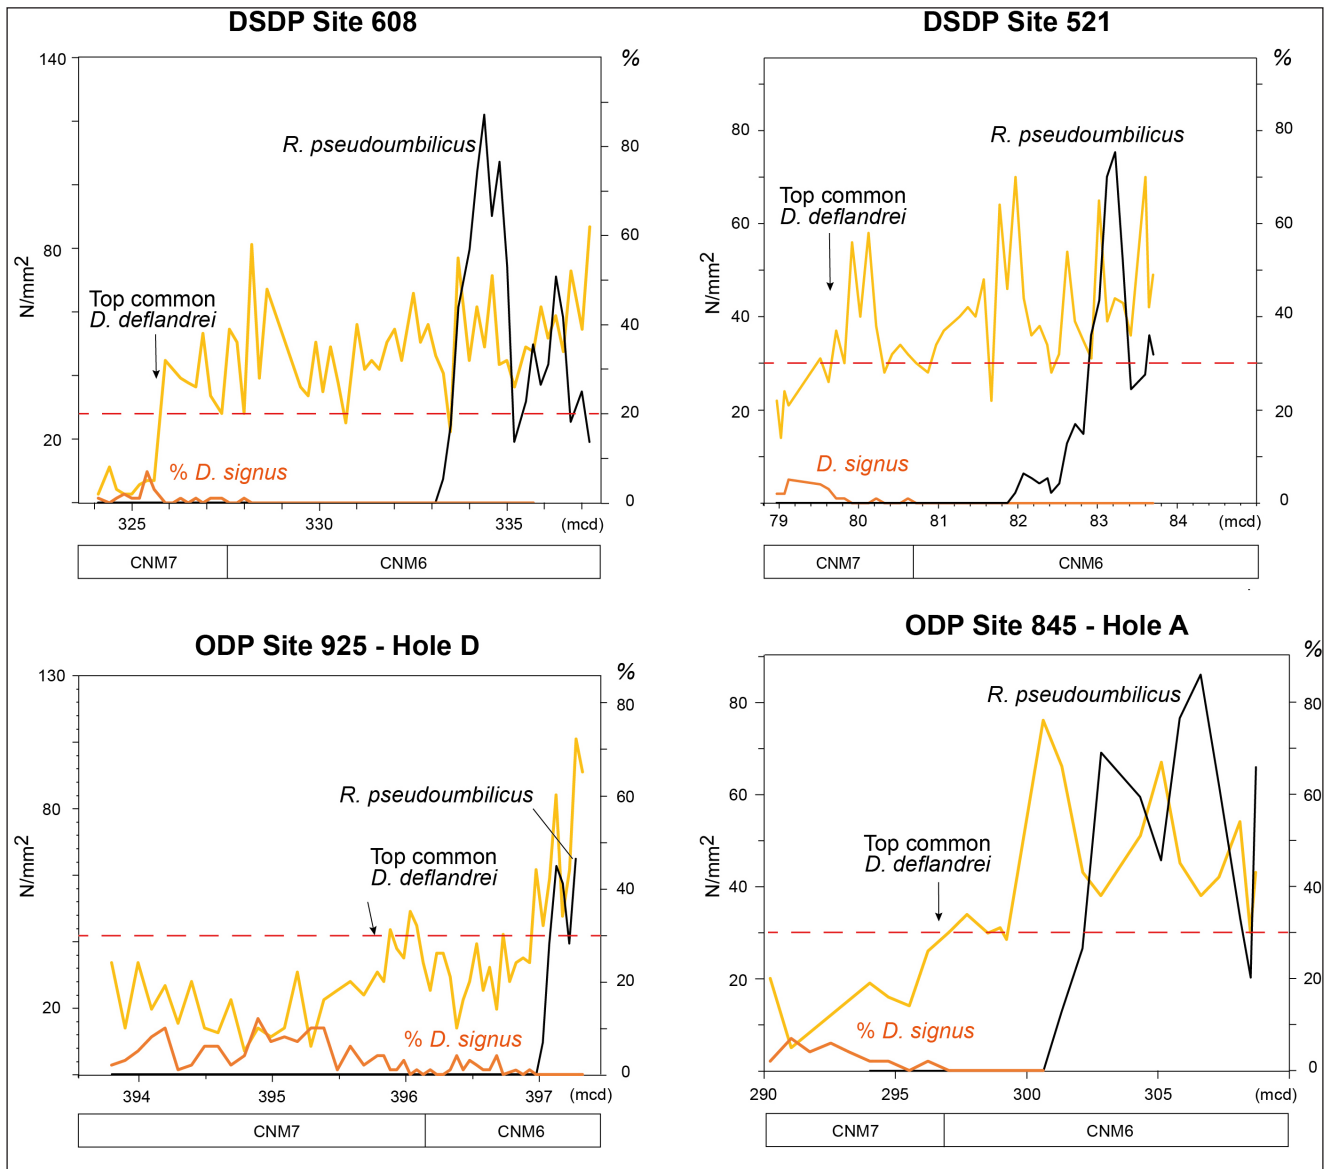 DSDP Site 608
140
80
20
N/mm2
%
80
60
40
20
0
R. pseudoumbilicus
Top common
D. deflandrei
% D. signus
325
330
335
(mcd)
CNM7
CNM6
DSDP Site 521
80
60
40
20
N/mm2
%
80
60
40
20
0
R. pseudoumbilicus
Top common
D. deflandrei
D. signus
79
80
81
82
83
84
(mcd)
CNM7
CNM6
ODP Site 925 - Hole D
130
80
20
N/mm2
%
80
60
40
20
0
R. pseudoumbilicus
Top common
D. deflandrei
% D. signus
394
395
396
397
(mcd)
CNM7
CNM6
ODP Site 845 - Hole A
80
60
40
20
N/mm2
%
80
60
40
20
0
R. pseudoumbilicus
Top common
D. deflandrei
% D. signus
290
295
300
305
(mcd)
CNM7
CNM6